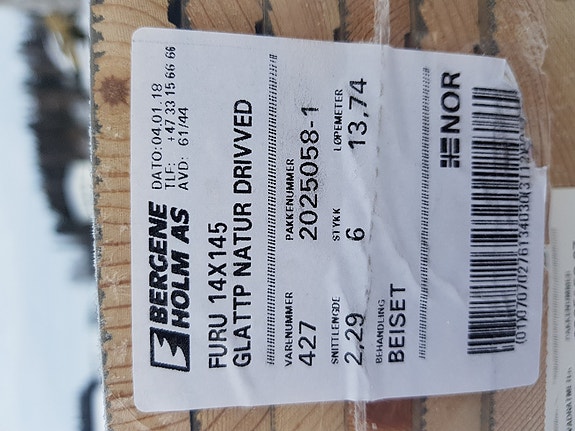 BERGENE
HOLM AS
DATO:04.01.18
TLF: +47 33 15 66 66
AVD: 61/44
FURU 14X145
GLATTP NATUR DRIVVED
VARENUMMER PAKKENUMMER
427 2025058-1
SNITTLENGDE STYKK LØPEMETER
2,29 6 13,74
BEHANDLING
BEISET
NOR